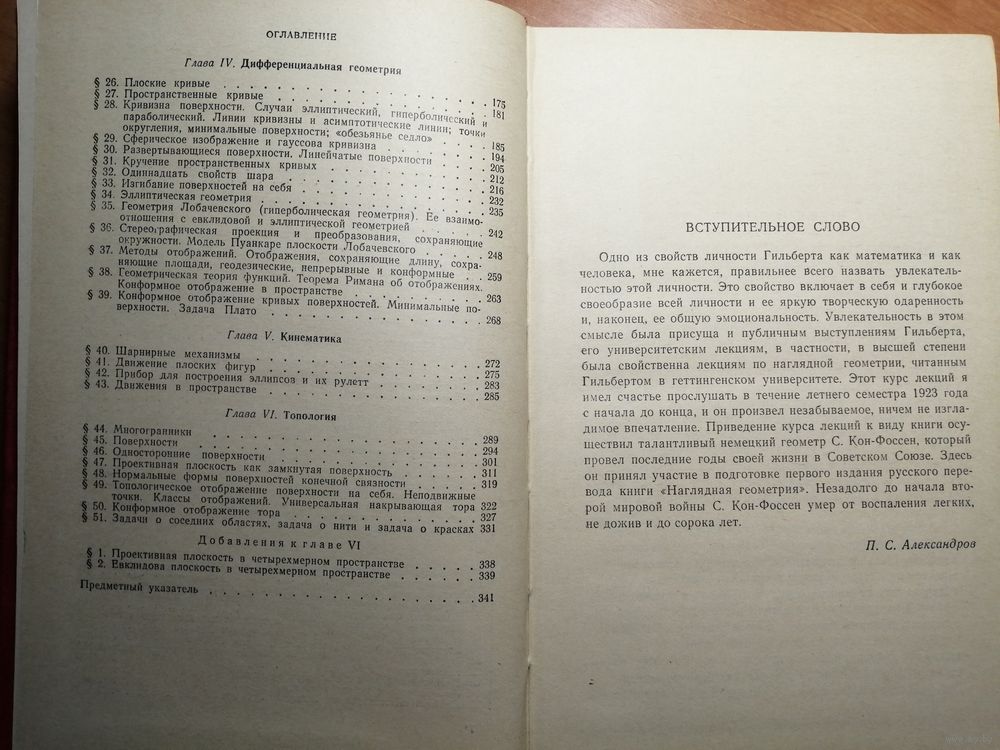 ОГЛАВЛЕНИЕ
Глава IV. Дифференциальная геометрия
§ 26. Плоские кривые . . . 175
§ 27. Пространственные кривые . . . 181
§ 28. Кривизна поверхности. Случаи эллиптический, гиперболический и
параболический. Линии кривизны и асимптотические линии; точки
округления, минимальные поверхности; «обезьянье седло» . . . 185
§ 29. Сферическое изображение и гауссова кривизна . . . 194
§ 30. Развертывающиеся поверхности. Линейчатые поверхности . . . 205
§ 31. Кручение пространственных кривых . . . 212
§ 32. Одиннадцать свойств шара . . . 216
§ 33. Изгибание поверхностей на себя . . . 232
§ 34. Эллиптическая геометрия . . . 235
§ 35. Геометрия Лобачевского (гиперболическая геометрия). Ее взаимо-
отношения с евклидовой и эллиптической геометрией . . . 242
§ 36. Стереографическая проекция и преобразования, сохраняющие
окружности. Модель Пуанкаре плоскости Лобачевского . . . 248
§ 37. Методы отображений. Отображения, сохраняющие длину, сохра-
няющие площади, геодезические, непрерывные и конформные . . 259
§ 38. Геометрическая теория функций. Теорема Римана об отображениях.
Конформное отображение в пространстве . . . 263
§ 39. Конформное отображение кривых поверхностей. Минимальные по-
верхности. Задача Плато . . . 268
Глава V. Кинематика
§ 40. Шарнирные механизмы . . . 272
§ 41. Движение плоских фигур . . . 275
§ 42. Прибор для построения эллипсов и их рулетт . . . 283
§ 43. Движения в пространстве . . . 285
Глава VI. Топология
§ 44. Многогранники . . . 289
§ 45. Поверхности . . . 294
§ 46. Односторонние поверхности . . . 301
§ 47. Проективная плоскость как замкнутая поверхность . . . 311
§ 48. Нормальные формы поверхностей конечной связности . . . 319
§ 49. Топологическое отображение поверхности на себя. Неподвижные
точки. Классы отображений. Универсальная накрывающая тора 322
§ 50. Конформное отображение тора . . . 327
§ 51. Задачи о соседних областях, задача о нити и задача о красках 331
Добавления к главе VI
§ 1. Проективная плоскость в четырехмерном пространстве . . . 338
§ 2. Евклидова плоскость в четырехмерном пространстве . . . 339
Предметный указатель . . . 341
ВСТУПИТЕЛЬНОЕ СЛОВО
Одно из свойств личности Гильберта как математика и как
человека, мне кажется, правильнее всего назвать увлекатель-
ностью этой личности. Это свойство включает в себя и глубокое
своеобразие всей личности и ее яркую творческую одаренность
и, наконец, ее общую эмоциональность. Увлекательность в этом
смысле была присуща и публичным выступлениям Гильберта,
его университетским лекциям, в частности, в высшей степени
была свойственна лекциям по наглядной геометрии, читанным
Гильбертом в геттингенском университете. Этот курс лекций я
имел счастье прослушать в течение летнего семестра 1923 года
с начала до конца, и он произвел незабываемое, ничем не изгла-
димое впечатление. Приведение курса лекций к виду книги осу-
ществил талантливый немецкий геометр С. Кон-Фоссен, который
провел последние годы своей жизни в Советском Союзе. Здесь
он принял участие в подготовке первого издания русского пере-
вода книги «Наглядная геометрия». Незадолго до начала вто-
рой мировой войны С. Кон-Фоссен умер от воспаления легких,
не дожив и до сорока лет.
П. С. Александров